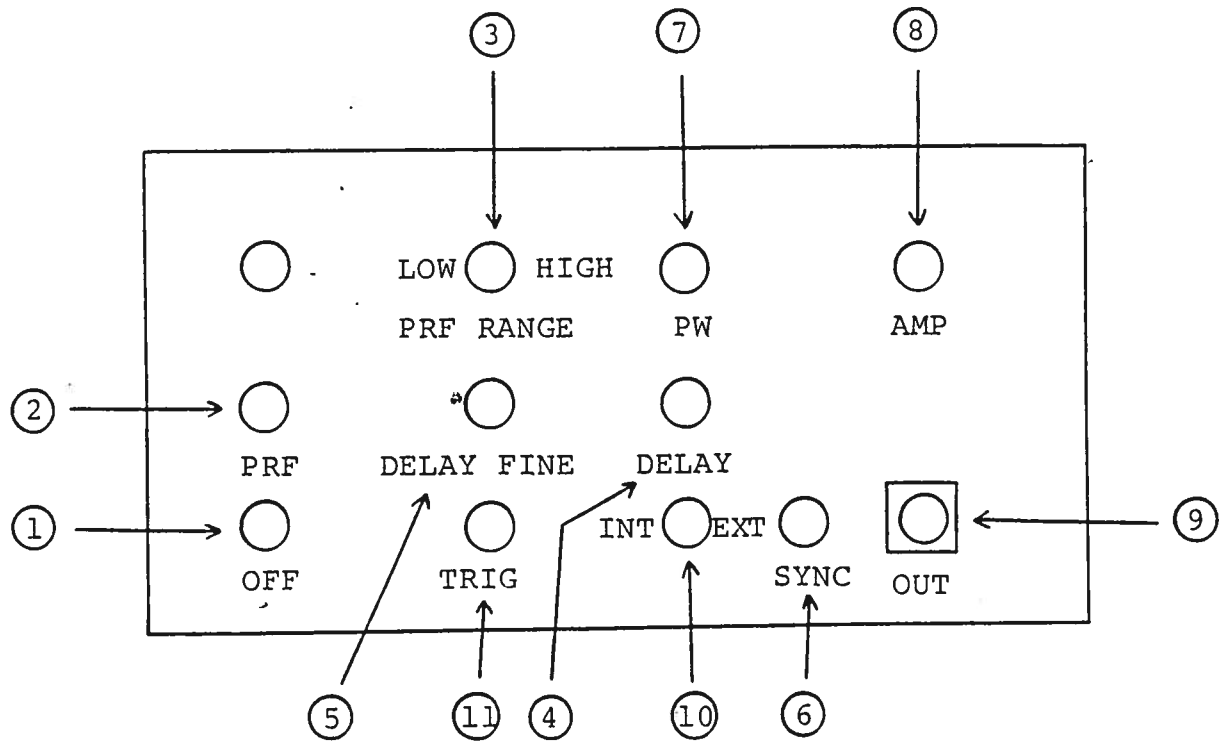 3 7 8
LOW HIGH
PRF RANGE PW AMP
2
PRF DELAY FINE DELAY
1 INT EXT 9
OFF TRIG SYNC OUT
5 11 4 10 6